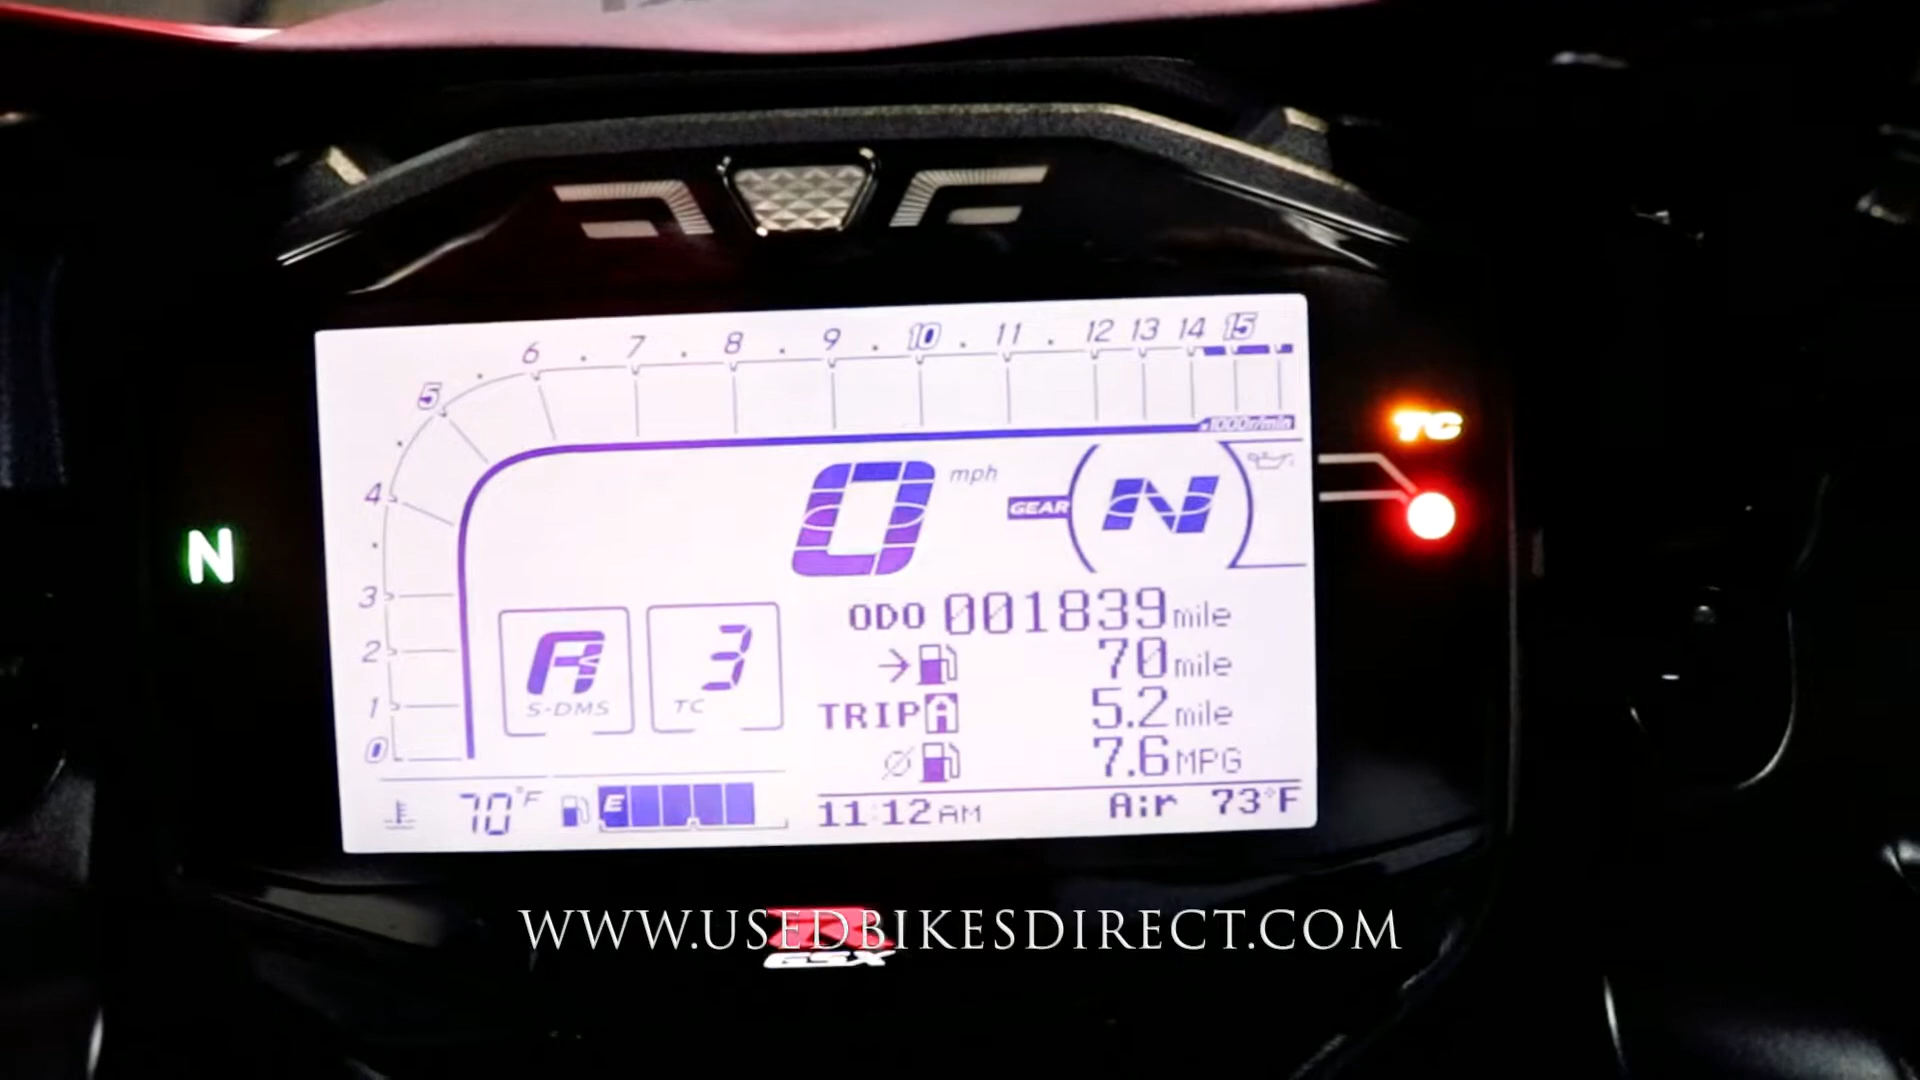 6 7 8 9 10 11 12 13 14 15
5
x1000r/min
TC
4
0 mph
GEAR N
N
3
ODO 001839 mile
2
A
S-DMS
3
TC
70 mile
1
TRIP A 5.2 mile
0
7.6 MPG
70°F
E
11:12 AM Air 73°F
WWW.USEDBIKESDIRECT.COM
R
GSX